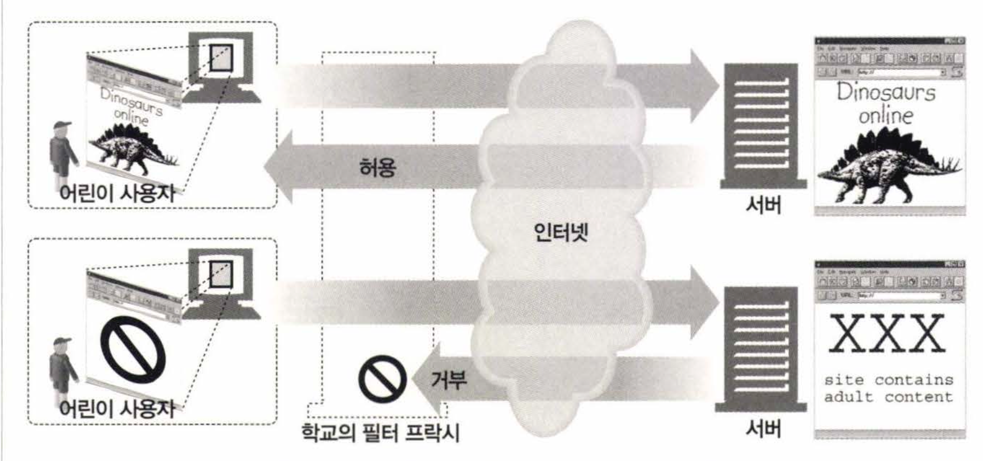 Dinosaurs
online
어린이 사용자
허용
서버
Dinosaurs
online
인터넷
어린이 사용자
거부
학교의 필터 프락시
서버
XXX
site contains
adult content